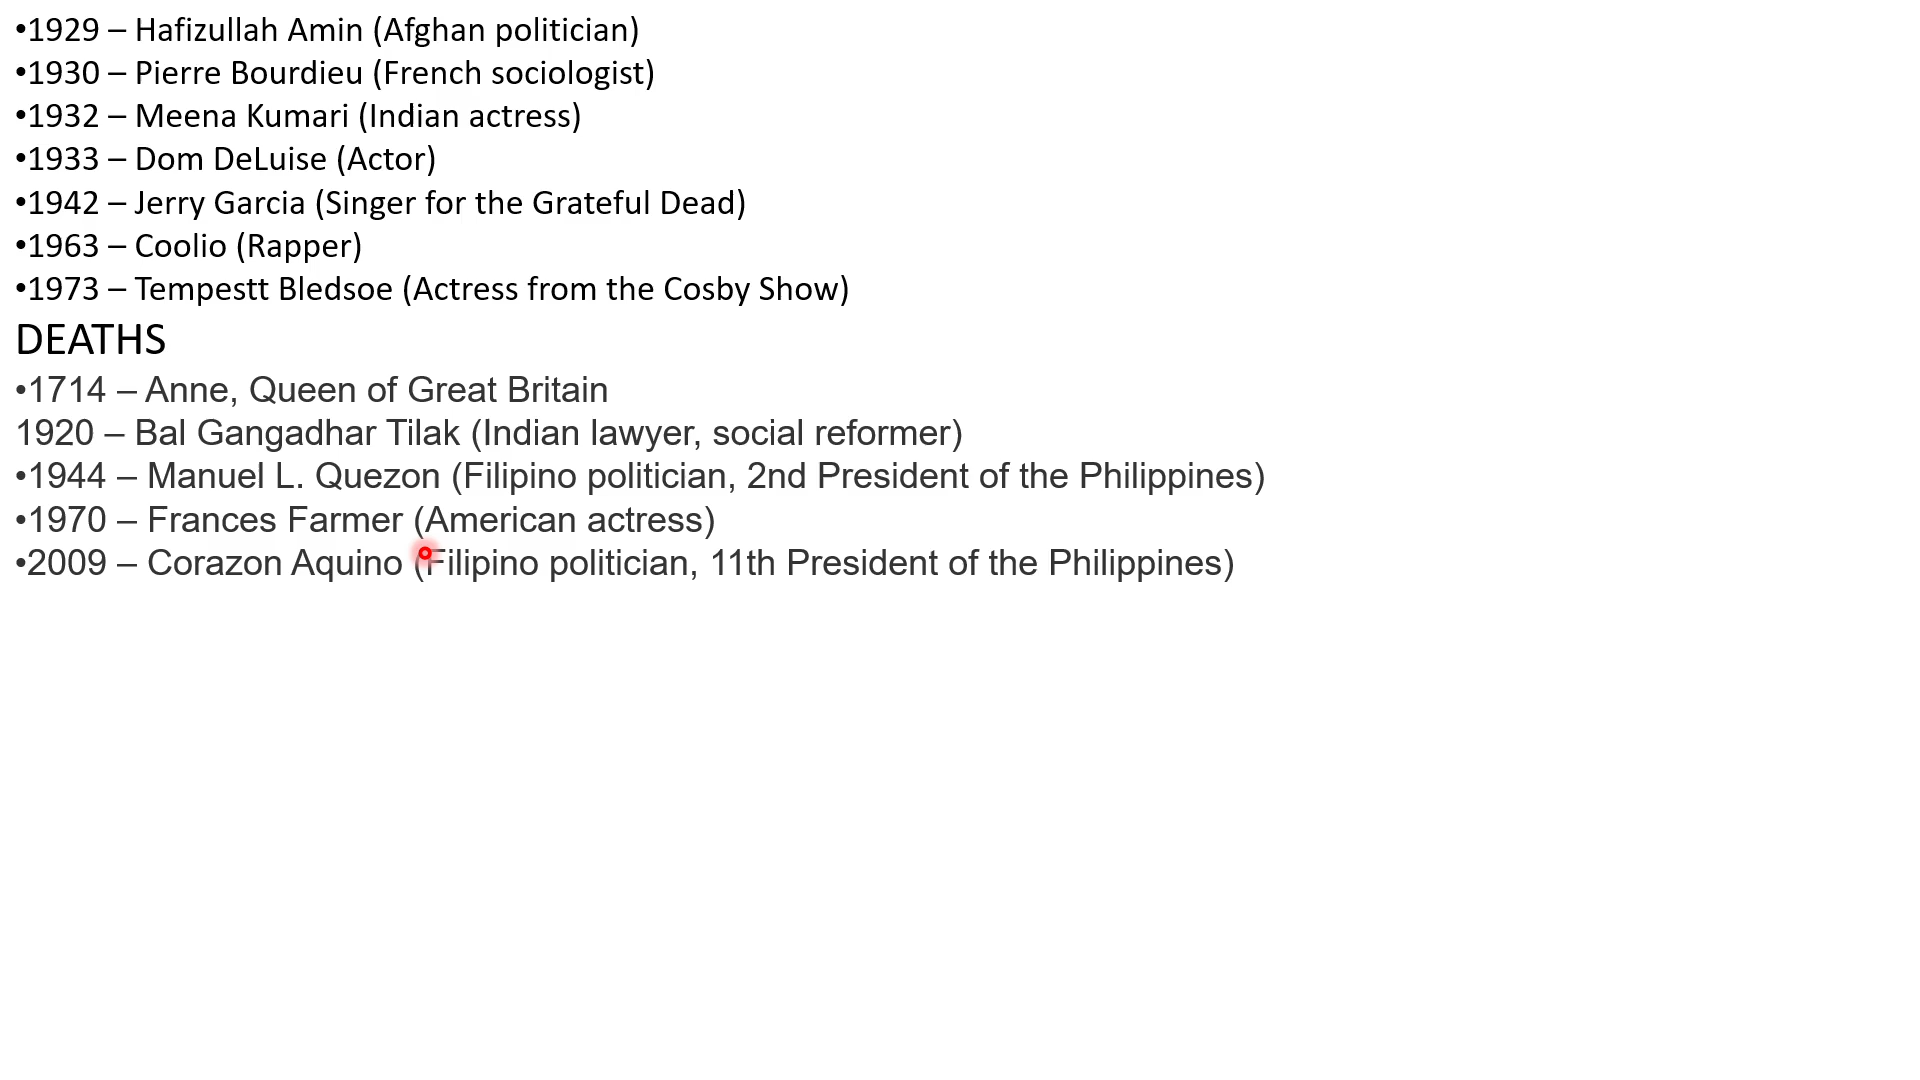 •1929 – Hafizullah Amin (Afghan politician)
•1930 – Pierre Bourdieu (French sociologist)
•1932 – Meena Kumari (Indian actress)
•1933 – Dom DeLuise (Actor)
•1942 – Jerry Garcia (Singer for the Grateful Dead)
•1963 – Coolio (Rapper)
•1973 – Tempestt Bledsoe (Actress from the Cosby Show)
DEATHS
•1714 – Anne, Queen of Great Britain
1920 – Bal Gangadhar Tilak (Indian lawyer, social reformer)
•1944 – Manuel L. Quezon (Filipino politician, 2nd President of the Philippines)
•1970 – Frances Farmer (American actress)
•2009 – Corazon Aquino (Filipino politician, 11th President of the Philippines)